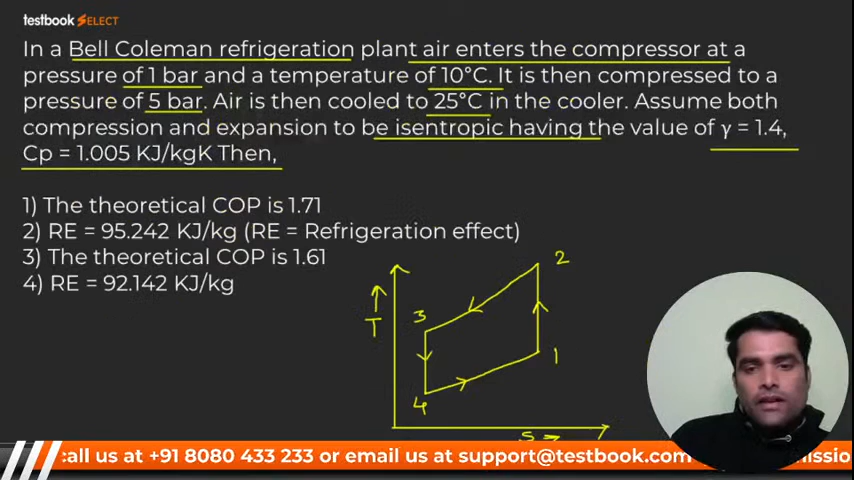 testbook SELECT
In a Bell Coleman refrigeration plant air enters the compressor at a
pressure of 1 bar and a temperature of 10°C. It is then compressed to a
pressure of 5 bar. Air is then cooled to 25°C in the cooler. Assume both
compression and expansion to be isentropic having the value of γ = 1.4,
Cp = 1.005 KJ/kgK Then,
1) The theoretical COP is 1.71
2) RE = 95.242 KJ/kg (RE = Refrigeration effect)
3) The theoretical COP is 1.61
4) RE = 92.142 KJ/kg
2
3
T
1
4
S
call us at +91 8080 433 233 or email us at support@testbook.com